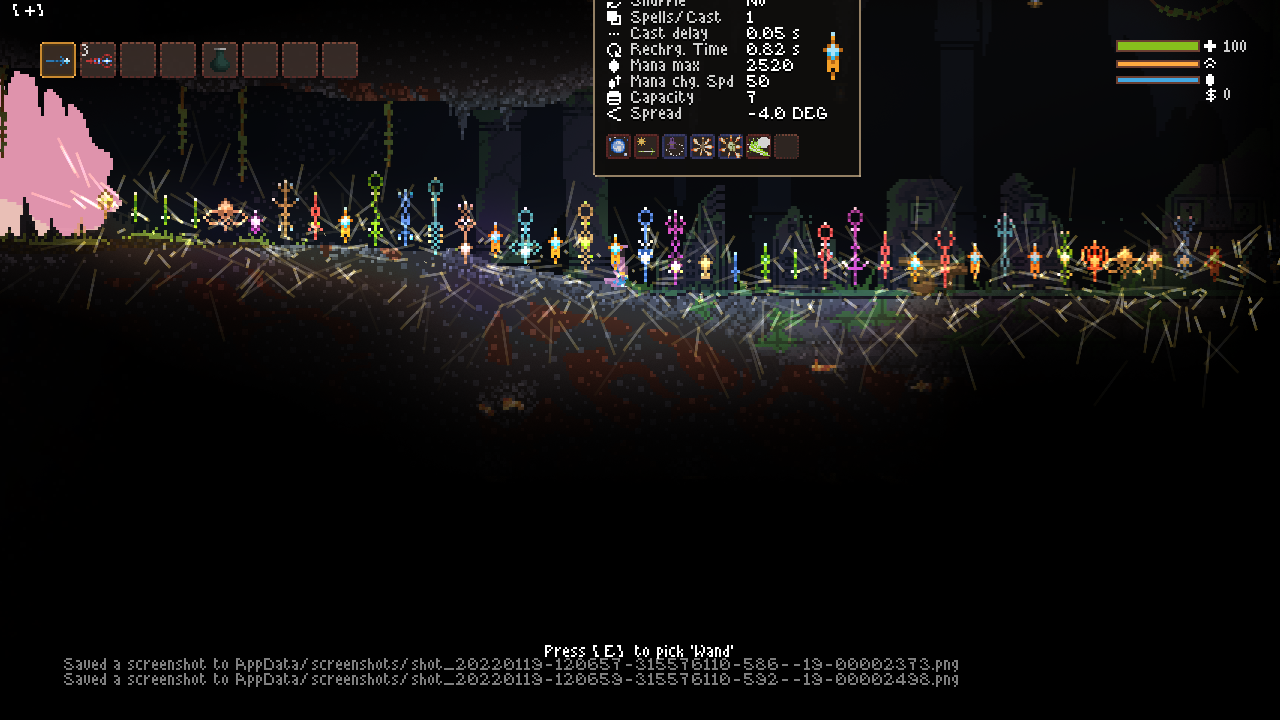 [+]
3
Shuffle No
Spells/Cast 1
Cast delay 0.05 s
Rechrg. Time 0.82 s
Mana max 2520
Mana chg. Spd 50
Capacity 7
Spread -4.0 DEG
100
$ 0
Press [E] to pick 'Wand'
Saved a screenshot to AppData/screenshots/shot_20220119-120657-315576110-586--19-00002373.png
Saved a screenshot to AppData/screenshots/shot_20220119-120659-315576110-592--19-00002498.png